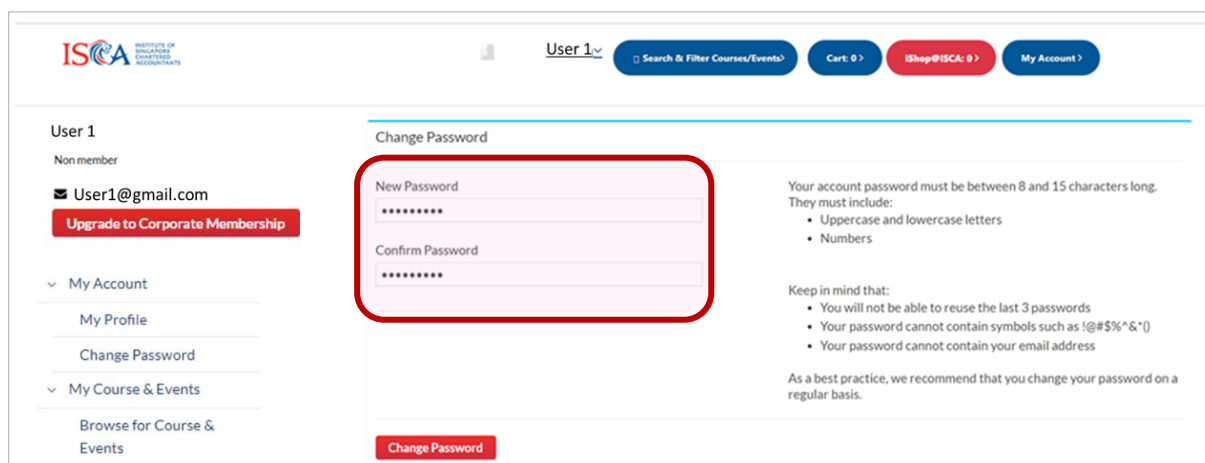 ISCA INSTITUTE OF
SINGAPORE
CHARTERED
ACCOUNTANTS
User 1
Search & Filter Courses/Events>
Cart: 0 >
iShop@ISCA: 0 >
My Account >
User 1
Non member
User1@gmail.com
Upgrade to Corporate Membership
My Account
My Profile
Change Password
My Course & Events
Browse for Course &
Events
Change Password
New Password
•••••••••
Confirm Password
•••••••••
Change Password
Your account password must be between 8 and 15 characters long.
They must include:
• Uppercase and lowercase letters
• Numbers
Keep in mind that:
• You will not be able to reuse the last 3 passwords
• Your password cannot contain symbols such as !@#$%^&*()
• Your password cannot contain your email address
As a best practice, we recommend that you change your password on a
regular basis.